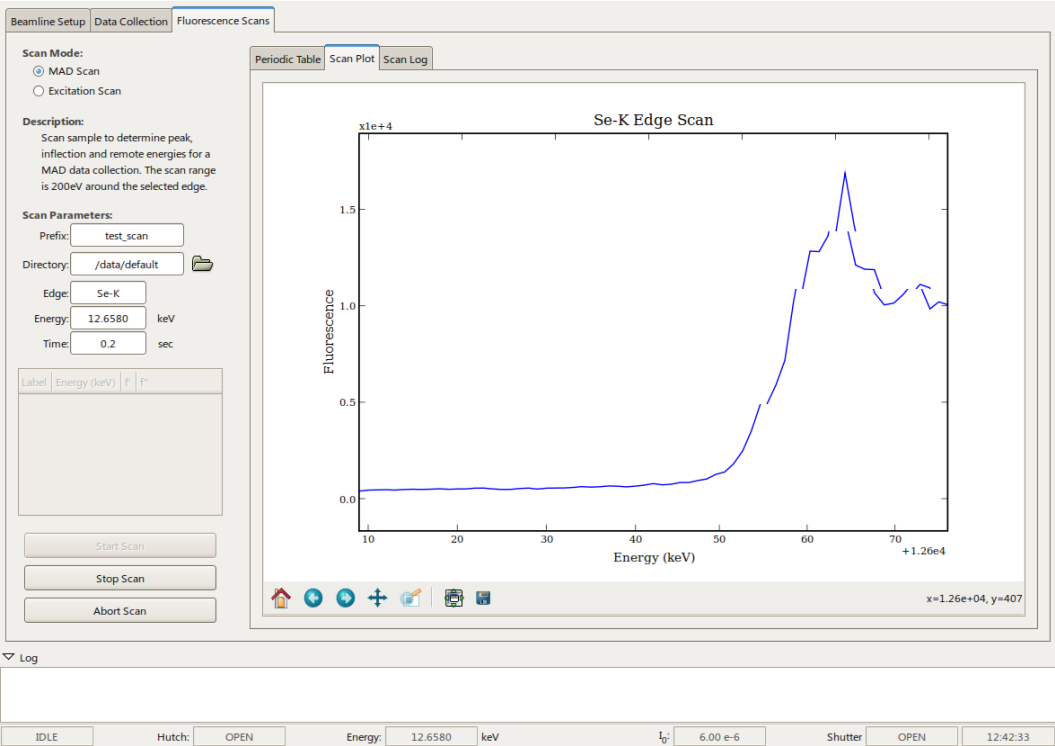 Beamline Setup Data Collection Fluorescence Scans
Scan Mode:
MAD Scan
Excitation Scan
Description:
Scan sample to determine peak,
inflection and remote energies for a
MAD data collection. The scan range
is 200eV around the selected edge.
Scan Parameters:
Prefix: test_scan
Directory: /data/default
Edge: Se-K
Energy: 12.6580 keV
Time: 0.2 sec
Label Energy (keV) f' f"
Start Scan
Stop Scan
Abort Scan
Periodic Table Scan Plot Scan Log
Se-K Edge Scan
x1e+4
1.5
1.0
0.5
0.0
Fluorescence
10 20 30 40 50 60 70
+1.26e4
Energy (keV)
x=1.26e+04, y=407
Log
IDLE Hutch: OPEN Energy: 12.6580 keV I0: 6.00 e-6 Shutter OPEN 12:42:33